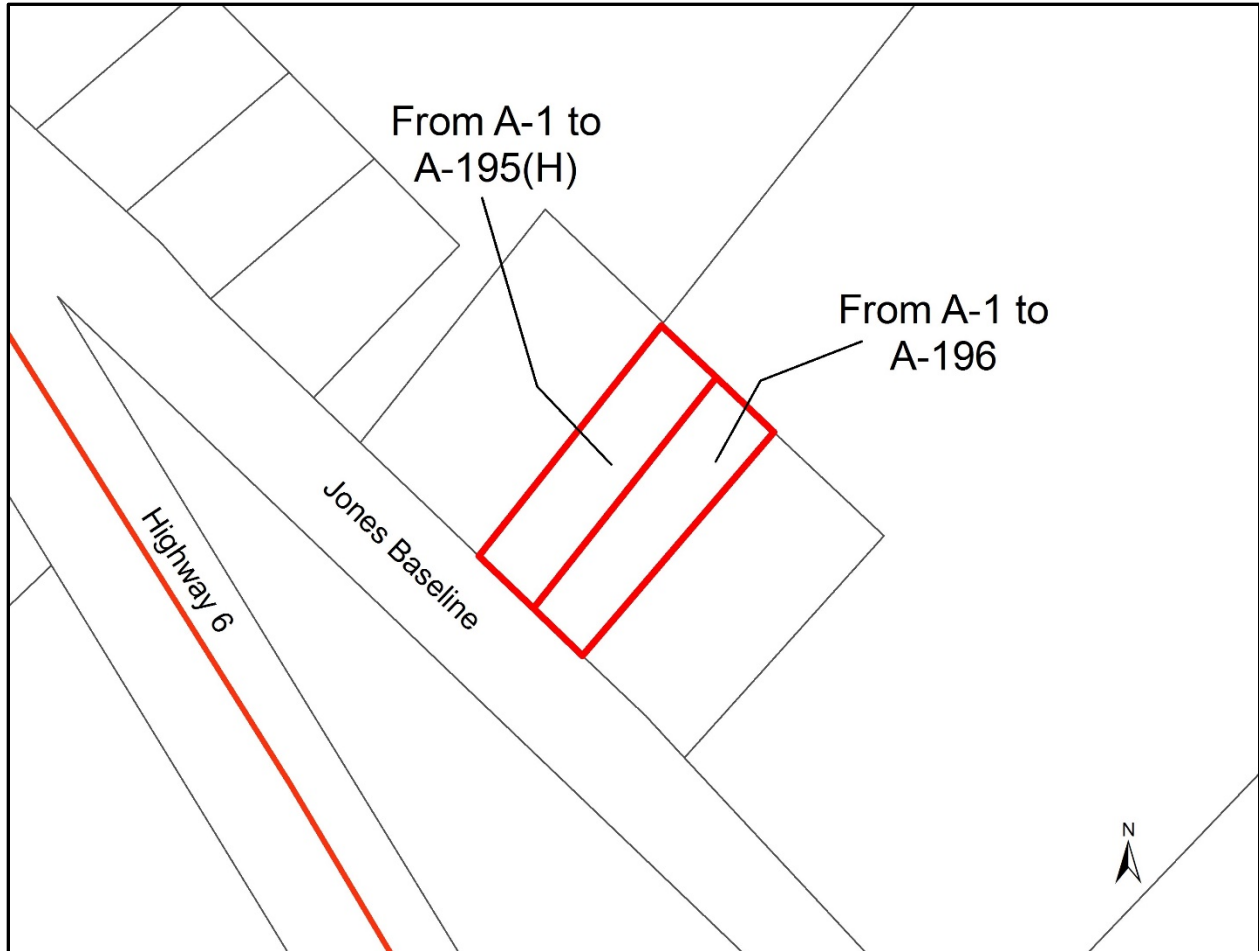 From A-1 to
A-195(H)
From A-1 to
A-196
Jones Baseline
Highway 6
N